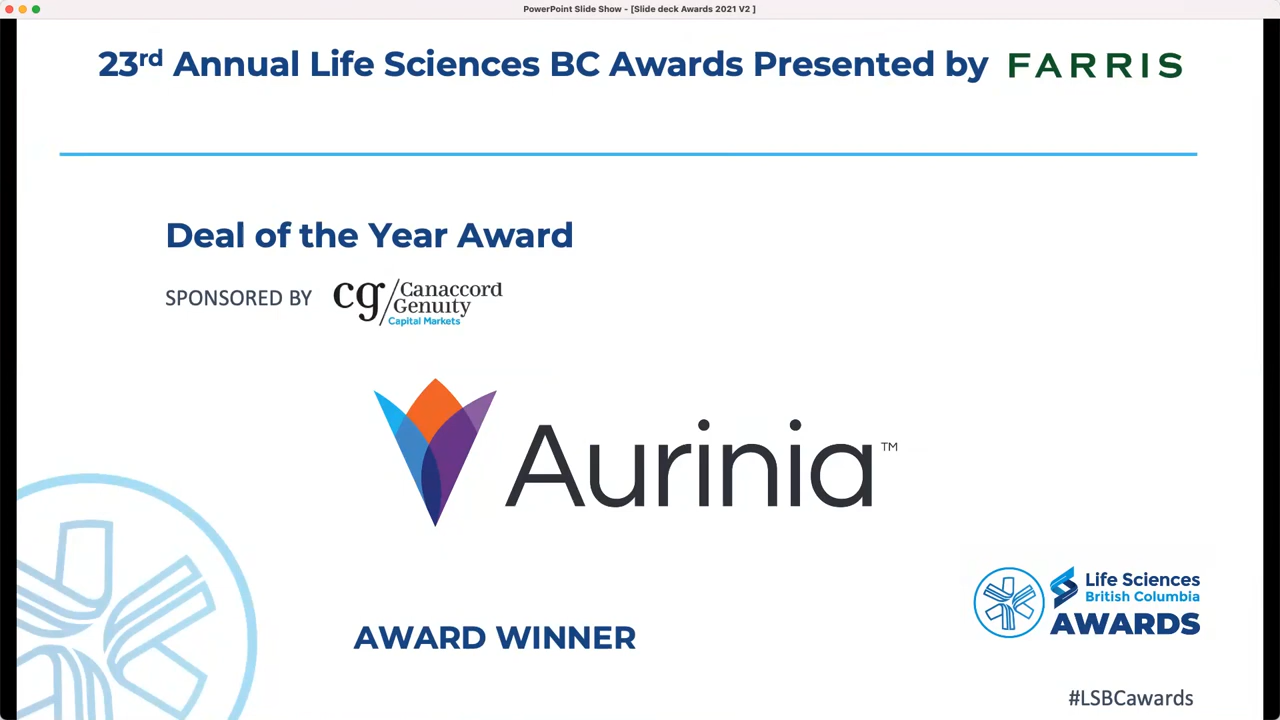 PowerPoint Slide Show - [Slide deck Awards 2021 V2 ]
23rd Annual Life Sciences BC Awards Presented by FARRIS
Deal of the Year Award
SPONSORED BY cg/Canaccord
Genuity
Capital Markets
Aurinia™
Life Sciences
British Columbia
AWARDS
AWARD WINNER
#LSBCawards